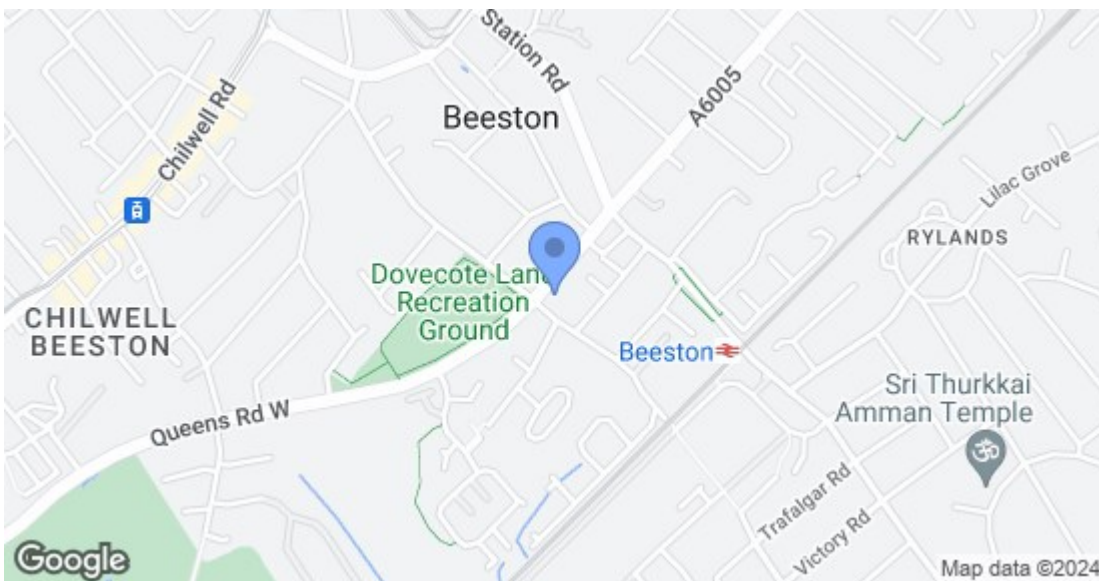 Station Rd
A6005
Beeston
Chilwell Rd
Lilac Grove
RYLANDS
Dovecote Lane
Recreation
Ground
CHILWELL
BEESTON
Beeston
Queens Rd W
Sri Thurkkai
Amman Temple
Trafalgar Rd
Victory Rd
Google
Map data ©2024